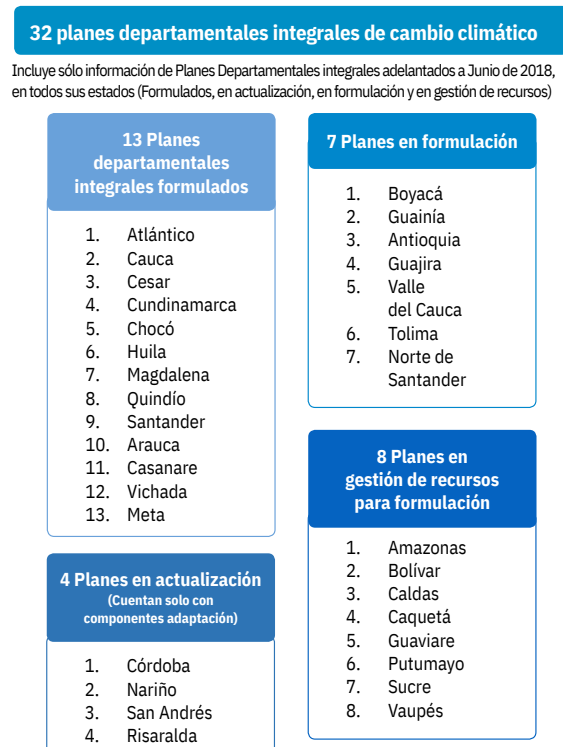 32 planes departamentales integrales de cambio climático
Incluye sólo información de Planes Departamentales integrales adelantados a Junio de 2018,
en todos sus estados (Formulados, en actualización, en formulación y en gestión de recursos)
13 Planes
departamentales
integrales formulados
1. Atlántico
2. Cauca
3. Cesar
4. Cundinamarca
5. Chocó
6. Huila
7. Magdalena
8. Quindío
9. Santander
10. Arauca
11. Casanare
12. Vichada
13. Meta
4 Planes en actualización
(Cuentan solo con
componentes adaptación)
1. Córdoba
2. Nariño
3. San Andrés
4. Risaralda
7 Planes en formulación
1. Boyacá
2. Guainía
3. Antioquia
4. Guajira
5. Valle
del Cauca
6. Tolima
7. Norte de
Santander
8 Planes en
gestión de recursos
para formulación
1. Amazonas
2. Bolívar
3. Caldas
4. Caquetá
5. Guaviare
6. Putumayo
7. Sucre
8. Vaupés